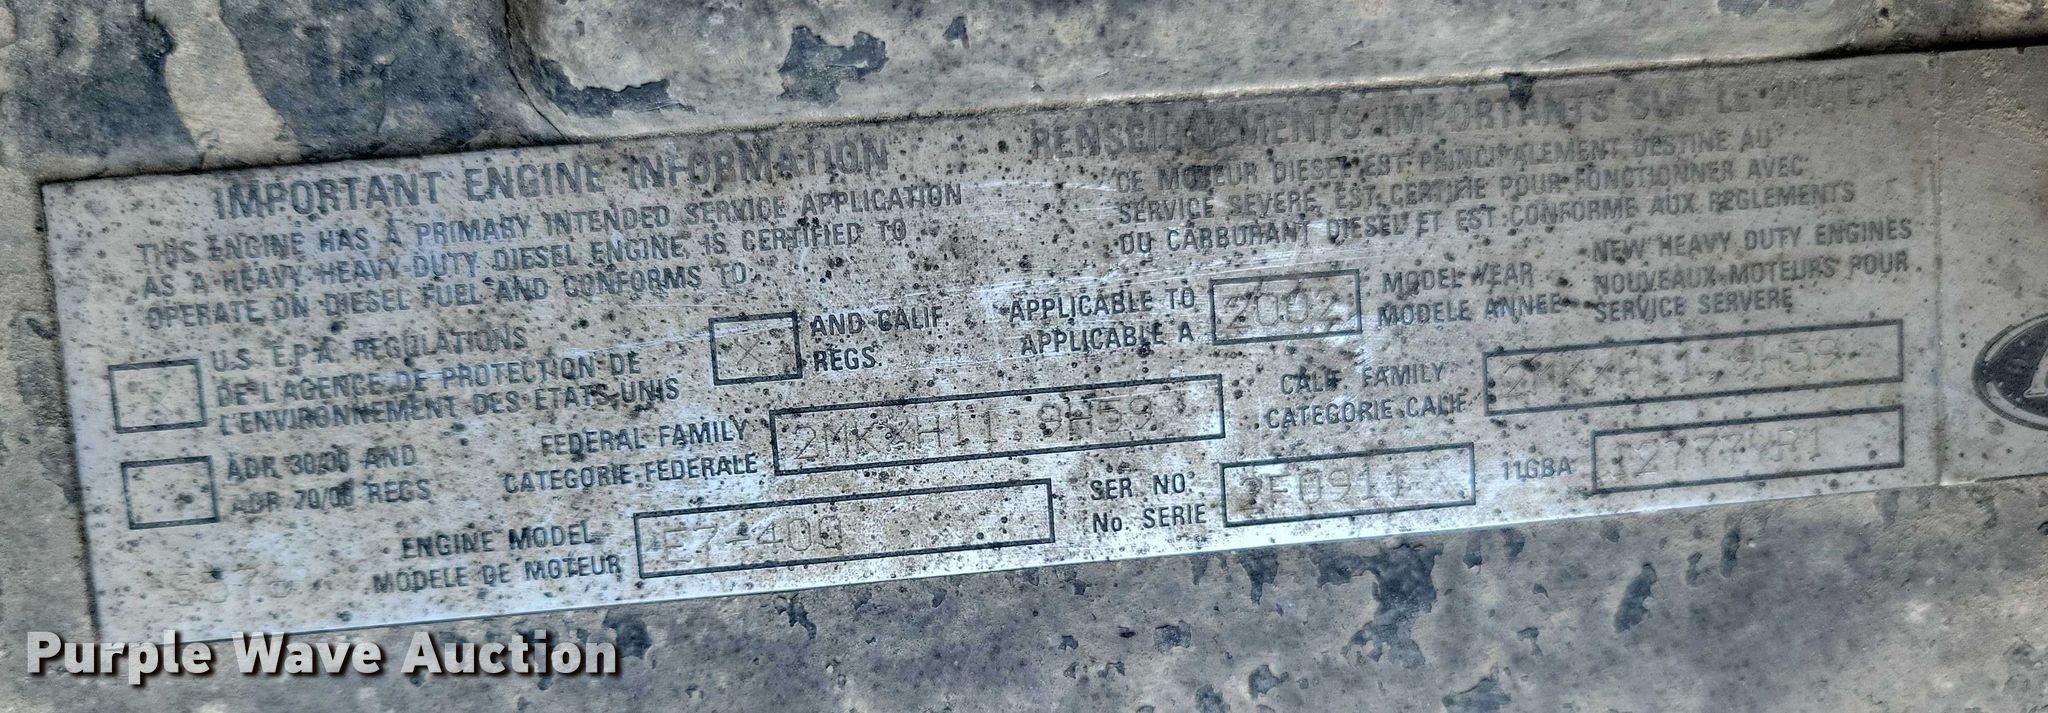 IMPORTANT ENGINE INFORMATION
THIS ENGINE HAS A PRIMARY INTENDED SERVICE APPLICATION
AS A HEAVY HEAVY-DUTY DIESEL ENGINE, IS CERTIFIED TO
OPERATE ON DIESEL FUEL AND CONFORMS TO:
RENSEIGNEMENTS IMPORTANTS SUR LE MOTEUR
CE MOTEUR DIESEL EST PRINCIPALEMENT DESTINE AU
SERVICE SEVERE, EST CERTIFIE POUR FONCTIONNER AVEC
DU CARBURANT DIESEL ET EST CONFORME AUX REGLEMENTS
X U.S. E.P.A. REGULATIONS
DE L'AGENCE DE PROTECTION DE
L'ENVIRONNEMENT DES ETATS-UNIS
X AND CALIF.
REGS.
APPLICABLE TO
APPLICABLE A
2002
MODEL YEAR
MODELE ANNEE
NEW HEAVY DUTY ENGINES
NOUVEAUX MOTEURS POUR
SERVICE SERVERE
ADR 30/00 AND
ADR 70/00 REGS
FEDERAL FAMILY
CATEGORIE FEDERALE
2MKXH11.9H59
CALIF. FAMILY
CATEGORIE CALIF.
2MKXH11.9H59
ENGINE MODEL
MODELE DE MOTEUR
E7-400
SER NO.
No. SERIE
2F0911
11GBA
Purple Wave Auction